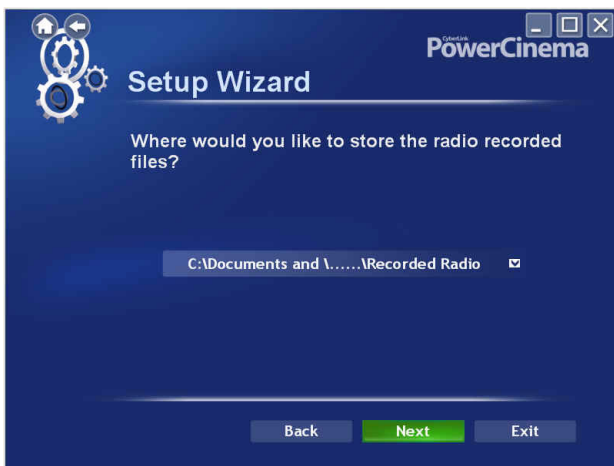 CyberLink
PowerCinema
Setup Wizard
Where would you like to store the radio recorded
files?
C:\Documents and \......\Recorded Radio
Back
Next
Exit